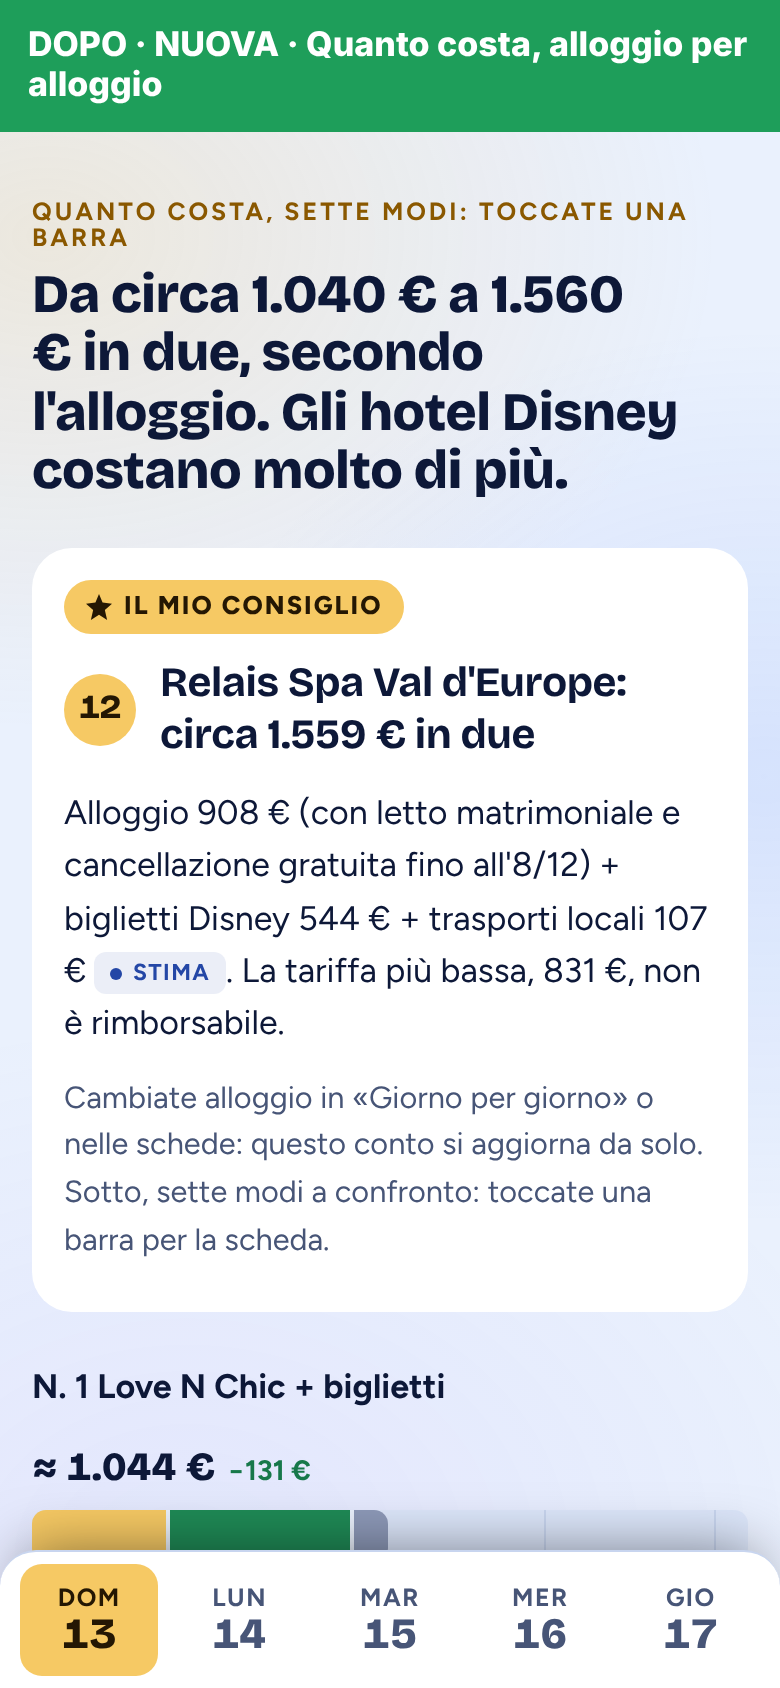 DOPO · NUOVA · Quanto costa, alloggio per
alloggio
QUANTO COSTA, SETTE MODI: TOCCATE UNA
BARRA
Da circa 1.040 € a 1.560
€ in due, secondo
l'alloggio. Gli hotel Disney
costano molto di più.
★ IL MIO CONSIGLIO
12
Relais Spa Val d'Europe:
circa 1.559 € in due
Alloggio 908 € (con letto matrimoniale e
cancellazione gratuita fino all'8/12) +
biglietti Disney 544 € + trasporti locali 107
€ • STIMA . La tariffa più bassa, 831 €, non
è rimborsabile.
Cambiate alloggio in «Giorno per giorno» o
nelle schede: questo conto si aggiorna da solo.
Sotto, sette modi a confronto: toccate una
barra per la scheda.
N. 1 Love N Chic + biglietti
≈ 1.044 € −131 €
DOM LUN MAR MER GIO
13 14 15 16 17